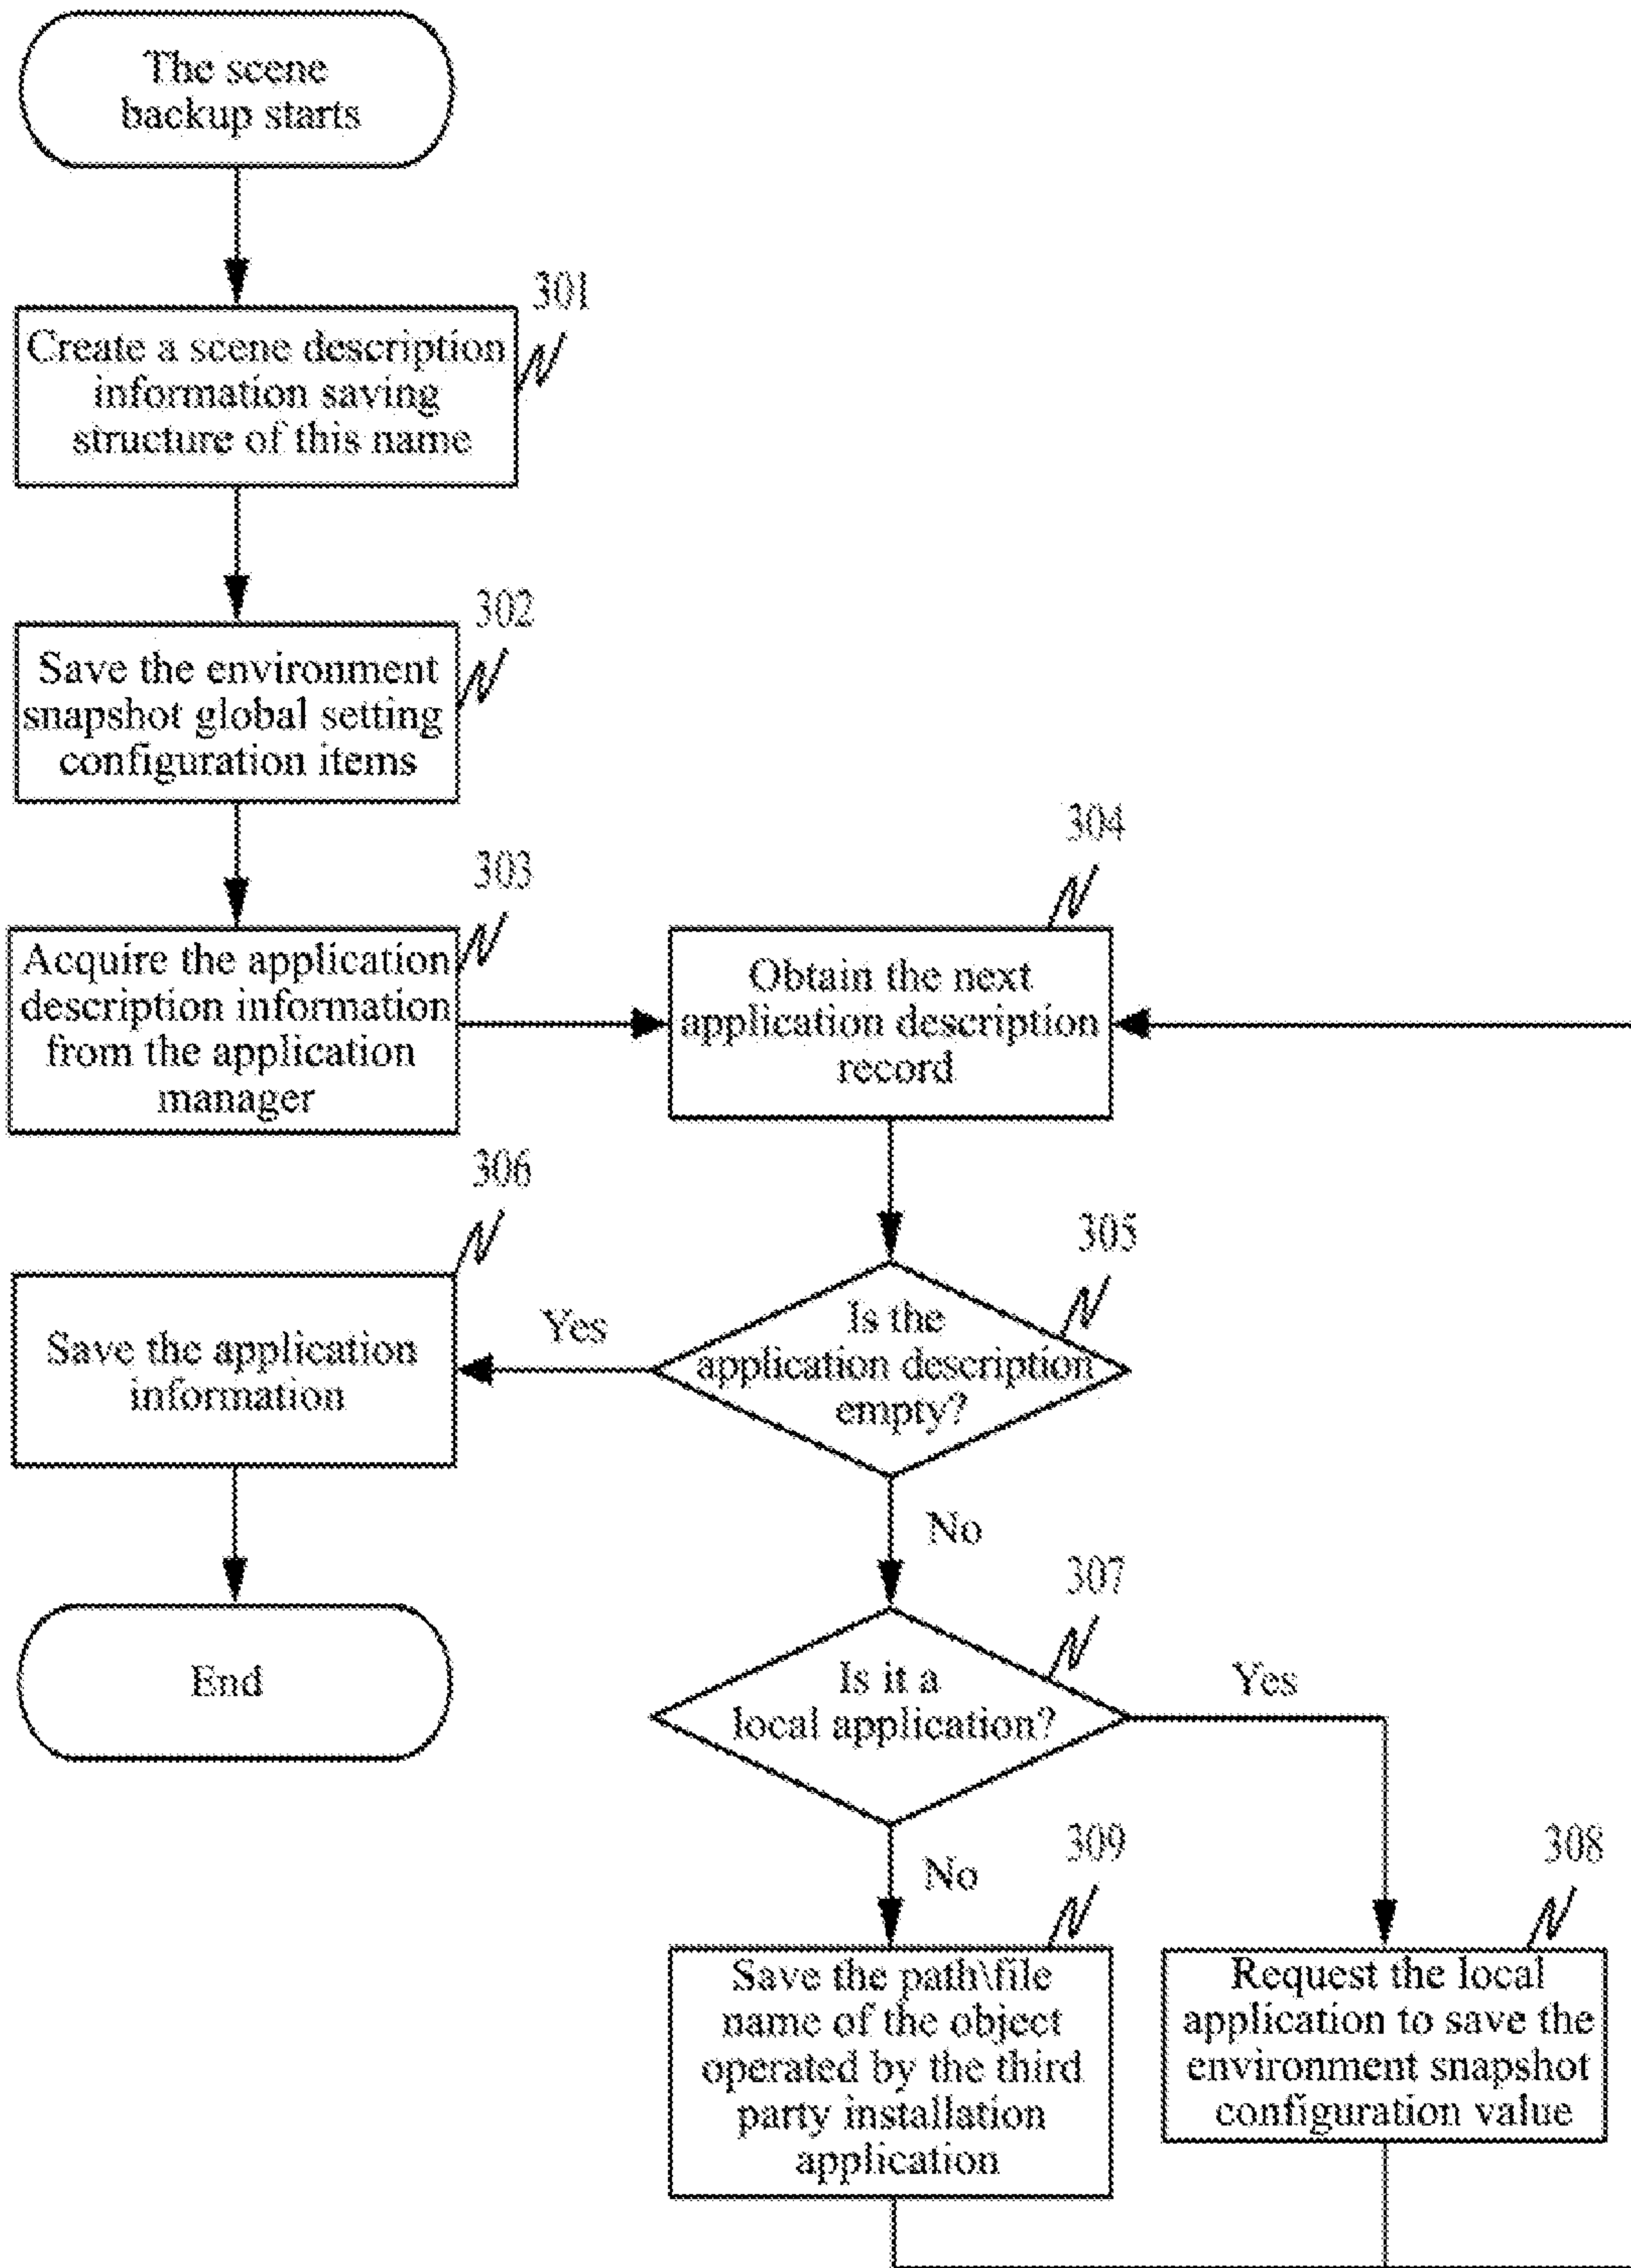 The scene
backup starts
301
Create a scene description
information saving
structure of this name
302
Save the environment
snapshot global setting
configuration items
303
Acquire the application
description information
from the application
manager
304
Obtain the next
application description
record
305
Is the
application description
empty?
Yes
306
Save the application
information
End
No
307
Is it a
local application?
Yes
308
Request the local
application to save the
environment snapshot
configuration value
No
309
Save the path\file
name of the object
operated by the third
party installation
application